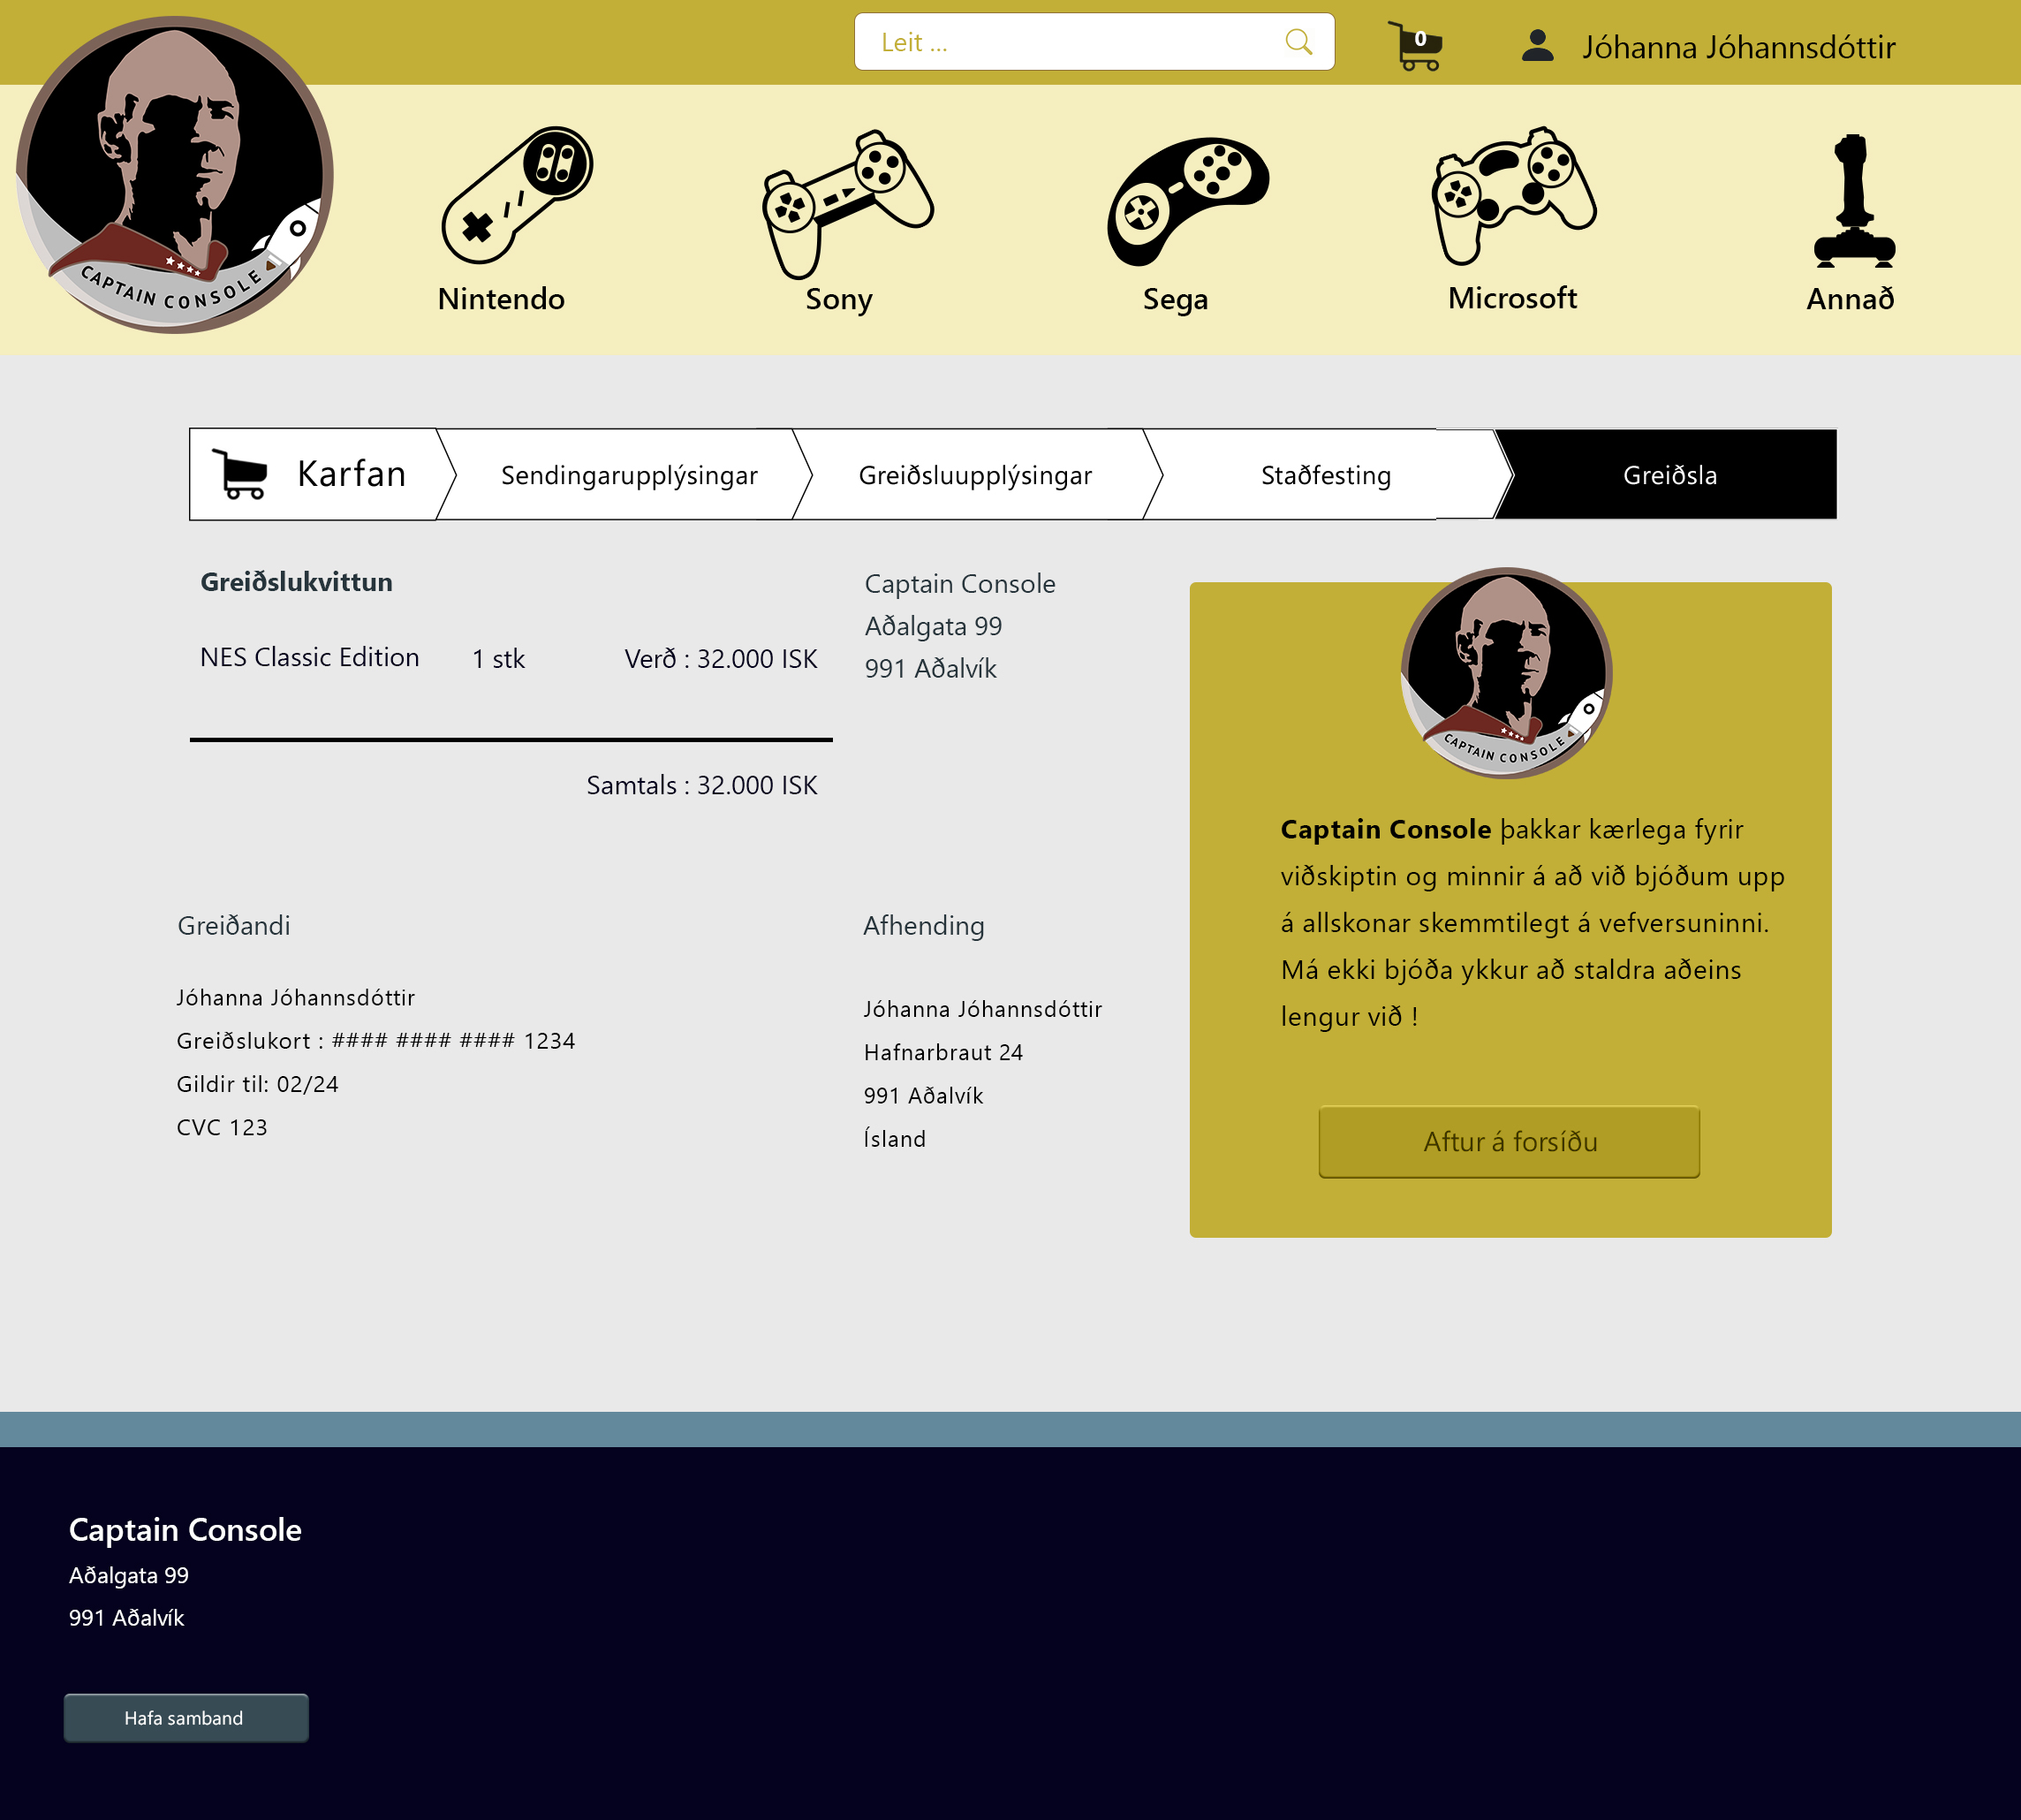 Leit ...
0
Jóhanna Jóhannsdóttir
CAPTAIN CONSOLE
Nintendo
Sony
Sega
Microsoft
Annað
Karfan
Sendingarupplýsingar
Greiðsluupplýsingar
Staðfesting
Greiðsla
Greiðslukvittun
NES Classic Edition 1 stk Verð : 32.000 ISK
Samtals : 32.000 ISK
Captain Console
Aðalgata 99
991 Aðalvík
Greiðandi
Jóhanna Jóhannsdóttir
Greiðslukort : #### #### #### 1234
Gildir til: 02/24
CVC 123
Afhending
Jóhanna Jóhannsdóttir
Hafnarbraut 24
991 Aðalvík
Ísland
CAPTAIN CONSOLE
Captain Console þakkar kærlega fyrir
viðskiptin og minnir á að við bjóðum upp
á allskonar skemmtilegt á vefversuninni.
Má ekki bjóða ykkur að staldra aðeins
lengur við !
Aftur á forsíðu
Captain Console
Aðalgata 99
991 Aðalvík
Hafa samband